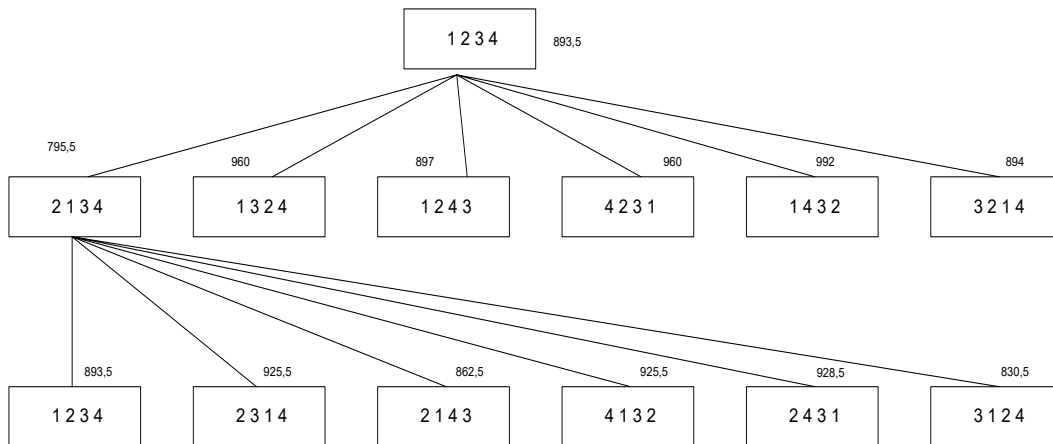 1 2 3 4
893,5
795,5
960
897
960
992
894
2 1 3 4
1 3 2 4
1 2 4 3
4 2 3 1
1 4 3 2
3 2 1 4
893,5
925,5
862,5
925,5
928,5
830,5
1 2 3 4
2 3 1 4
2 1 4 3
4 1 3 2
2 4 3 1
3 1 2 4